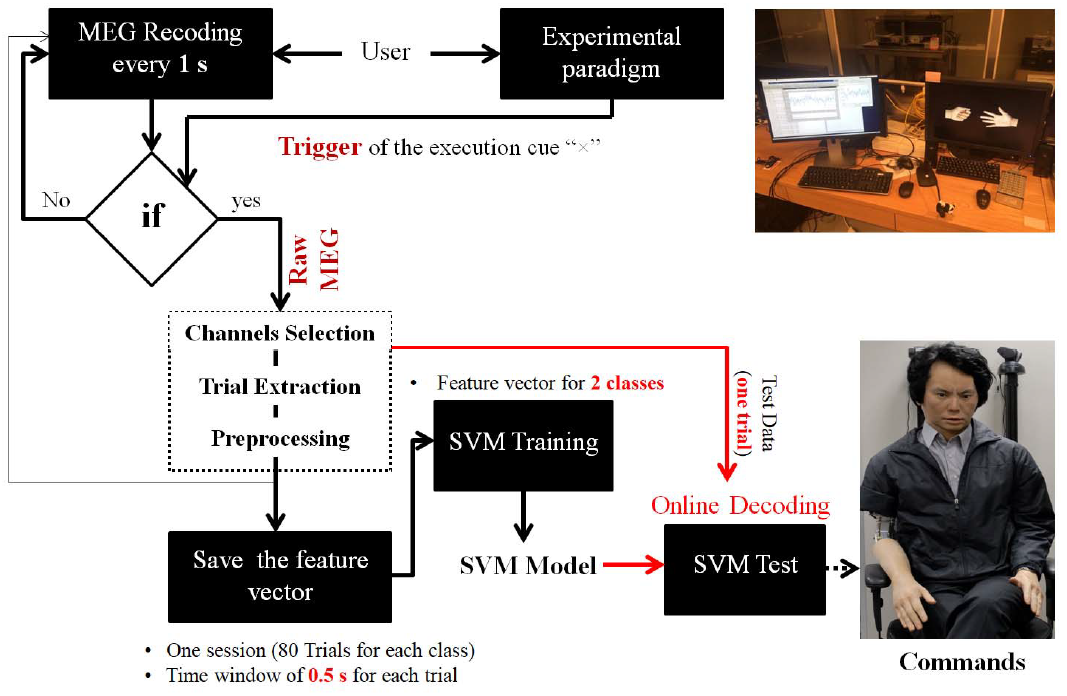 MEG Recoding
every 1 s
User
Experimental
paradigm
Trigger of the execution cue “×”
No
if
yes
Raw
MEG
Channels Selection
Trial Extraction
Preprocessing
• Feature vector for 2 classes
SVM Training
Test Data
(one trial)
Online Decoding
Save the feature
vector
SVM Model
SVM Test
• One session (80 Trials for each class)
• Time window of 0.5 s for each trial
Commands